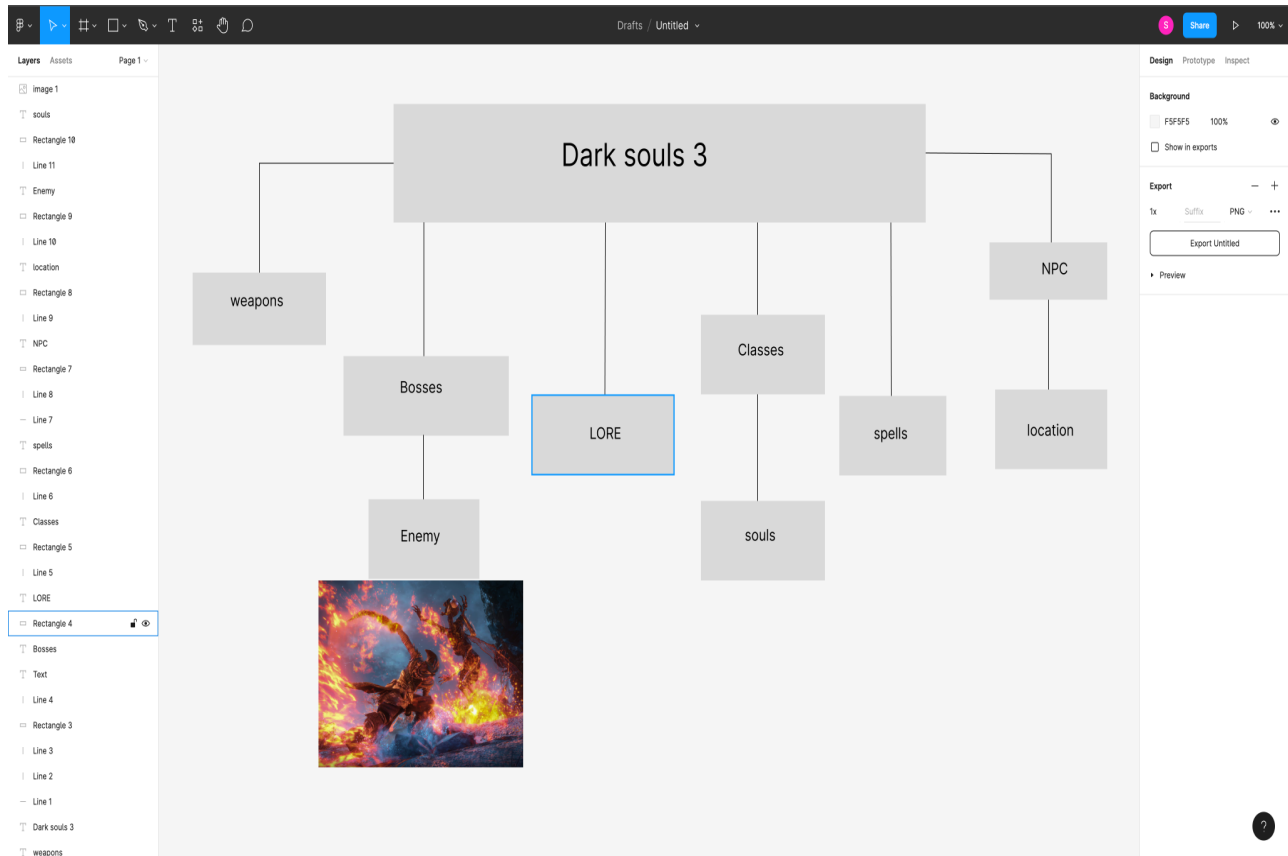 Drafts / Untitled
S
Share
100%
Layers Assets Page 1
image 1
souls
Rectangle 10
Line 11
Enemy
Rectangle 9
Line 10
location
Rectangle 8
Line 9
NPC
Rectangle 7
Line 8
Line 7
spells
Rectangle 6
Line 6
Classes
Rectangle 5
Line 5
LORE
Rectangle 4
Bosses
Text
Line 4
Rectangle 3
Line 3
Line 2
Line 1
Dark souls 3
weapons
Dark souls 3
weapons
Bosses
LORE
Classes
spells
NPC
location
Enemy
souls
Design Prototype Inspect
Background
F5F5F5 100%
Show in exports
Export
1x Suffix PNG
Export Untitled
Preview
?